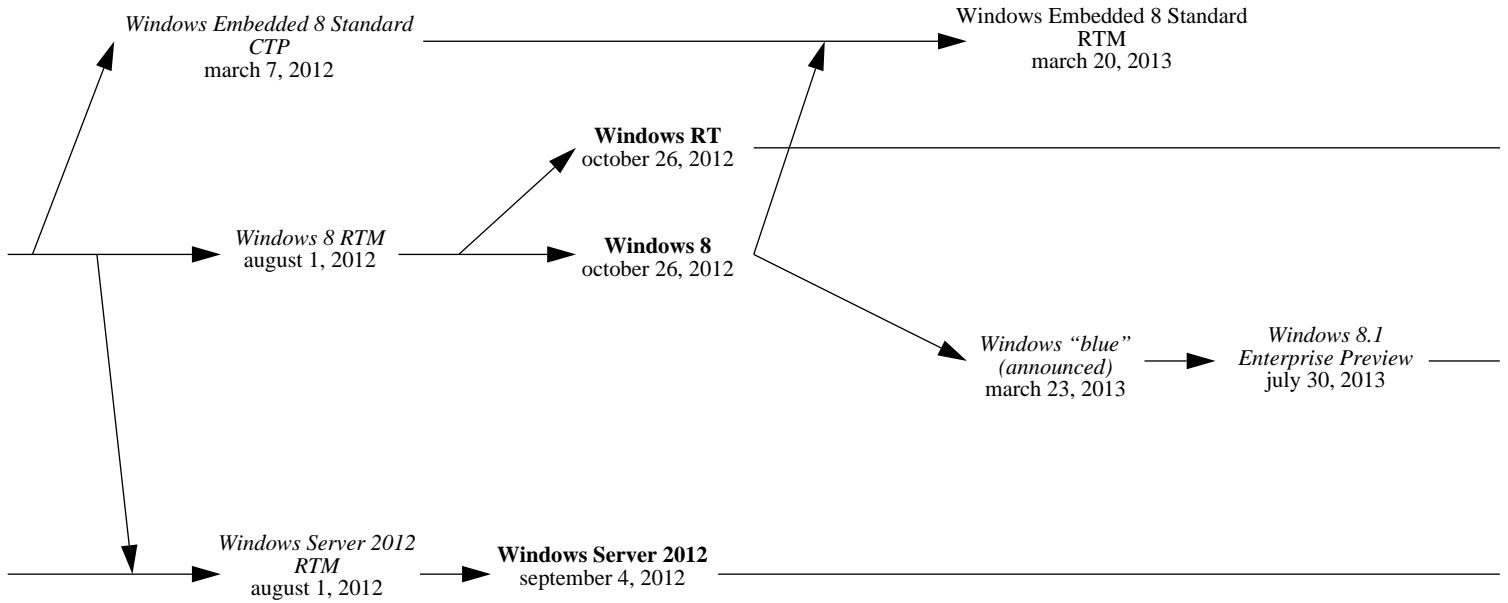 Windows Embedded 8 Standard
CTP
march 7, 2012
Windows Embedded 8 Standard
RTM
march 20, 2013
Windows RT
october 26, 2012
Windows 8 RTM
august 1, 2012
Windows 8
october 26, 2012
Windows “blue”
(announced)
march 23, 2013
Windows 8.1
Enterprise Preview
july 30, 2013
Windows Server 2012
RTM
august 1, 2012
Windows Server 2012
september 4, 2012